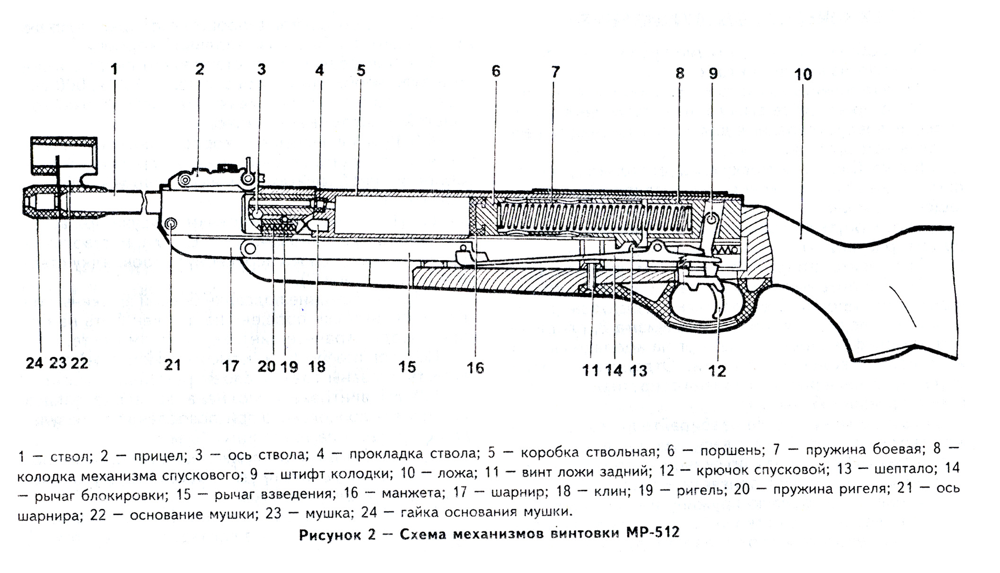 1 2 3 4 5 6 7 8 9 10
24 23 22 21 17 20 19 18 15 16 11 14 13 12
1 — ствол; 2 — прицел; 3 — ось ствола; 4 — прокладка ствола; 5 — коробка ствольная; 6 — поршень; 7 — пружина боевая; 8 —
колодка механизма спускового; 9 — штифт колодки; 10 — ложа; 11 — винт ложи задний; 12 — крючок спусковой; 13 — шептало; 14
— рычаг блокировки; 15 — рычаг взведения; 16 — манжета; 17 — шарнир; 18 — клин; 19 — ригель; 20 — пружина ригеля; 21 — ось
шарнира; 22 — основание мушки; 23 — мушка; 24 — гайка основания мушки.
Рисунок 2 — Схема механизмов винтовки МР-512